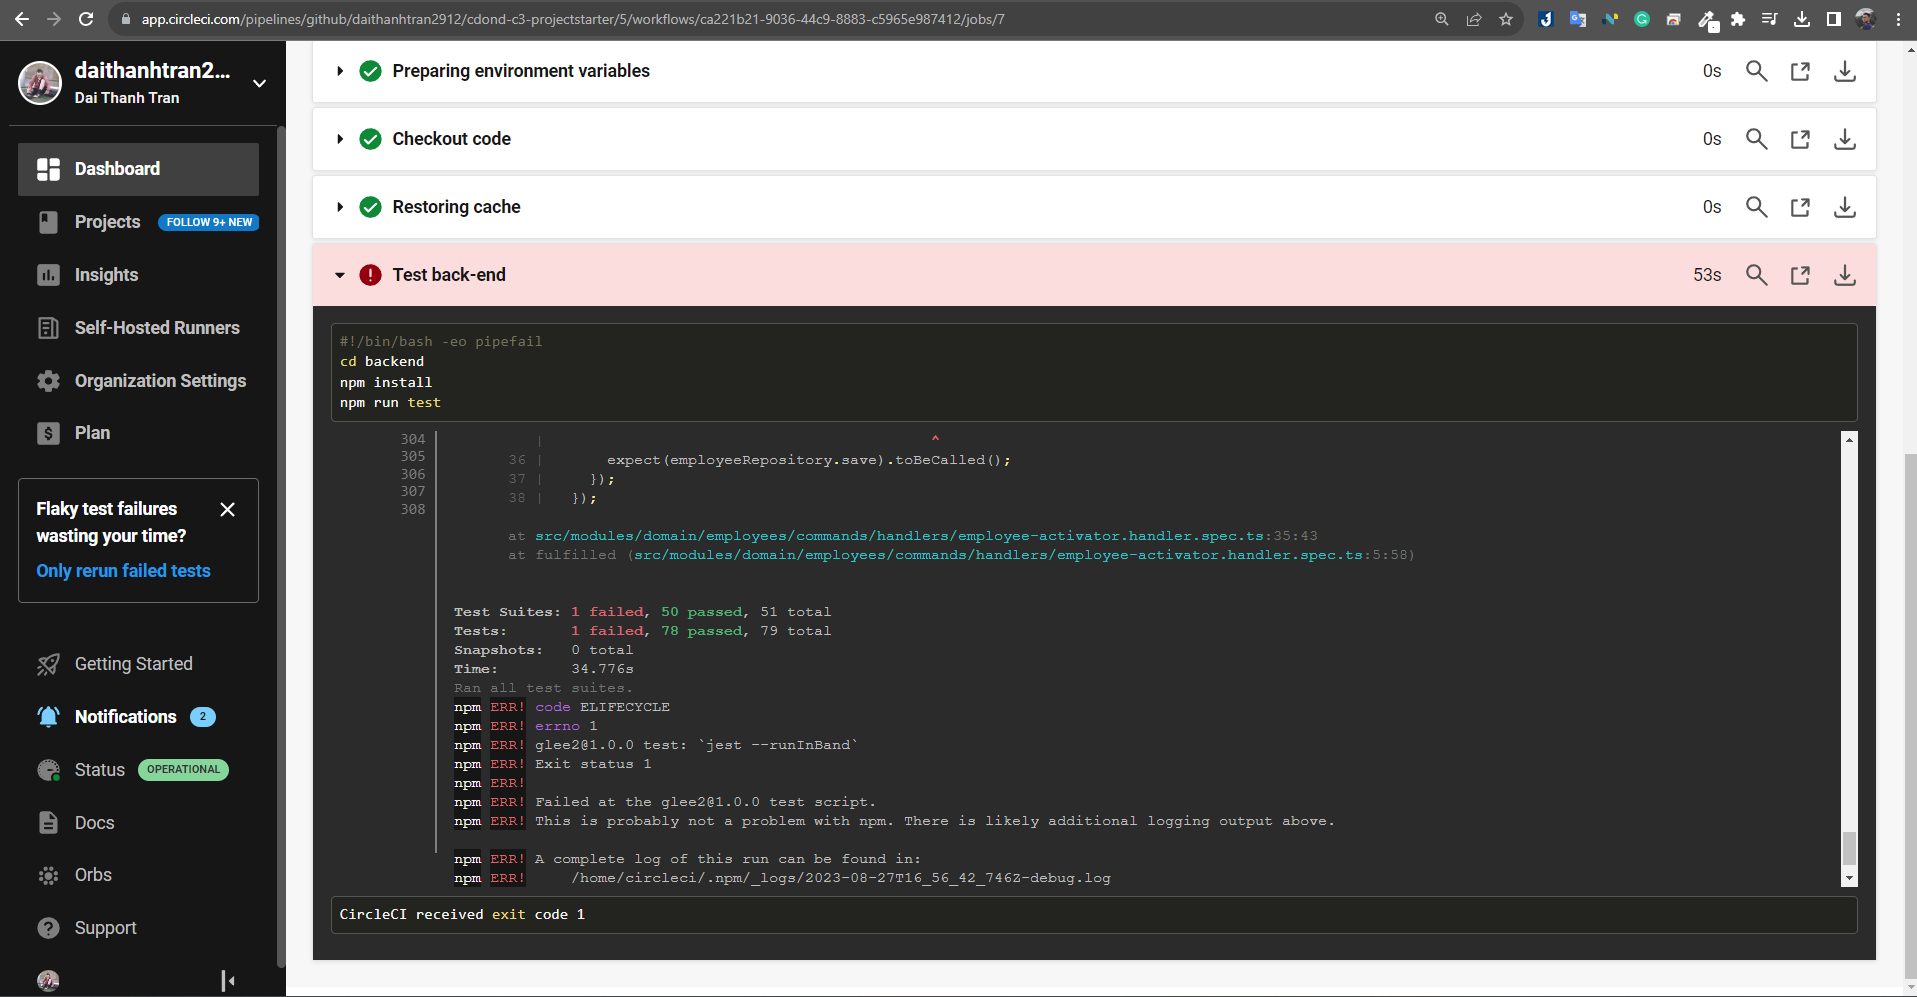 app.circleci.com/pipelines/github/daithanhtran2912/cdond-c3-projectstarter/5/workflows/ca221b21-9036-44c9-8883-c5965e987412/jobs/7
daithanhtran2...
Dai Thanh Tran
Dashboard
Projects FOLLOW 9+ NEW
Insights
Self-Hosted Runners
Organization Settings
Plan
Flaky test failures
wasting your time?
Only rerun failed tests
Getting Started
Notifications 2
Status OPERATIONAL
Docs
Orbs
Support
Preparing environment variables 0s
Checkout code 0s
Restoring cache 0s
Test back-end 53s
#!/bin/bash -eo pipefail
cd backend
npm install
npm run test
304 | ^
305 36 | expect(employeeRepository.save).toBeCalled();
306 37 | });
307 38 | });
308
at src/modules/domain/employees/commands/handlers/employee-activator.handler.spec.ts:35:43
at fulfilled (src/modules/domain/employees/commands/handlers/employee-activator.handler.spec.ts:5:58)
Test Suites: 1 failed, 50 passed, 51 total
Tests: 1 failed, 78 passed, 79 total
Snapshots: 0 total
Time: 34.776s
Ran all test suites.
npm ERR! code ELIFECYCLE
npm ERR! errno 1
npm ERR! glee2@1.0.0 test: `jest --runInBand`
npm ERR! Exit status 1
npm ERR!
npm ERR! Failed at the glee2@1.0.0 test script.
npm ERR! This is probably not a problem with npm. There is likely additional logging output above.
npm ERR! A complete log of this run can be found in:
npm ERR! /home/circleci/.npm/_logs/2023-08-27T16_56_42_746Z-debug.log
CircleCI received exit code 1